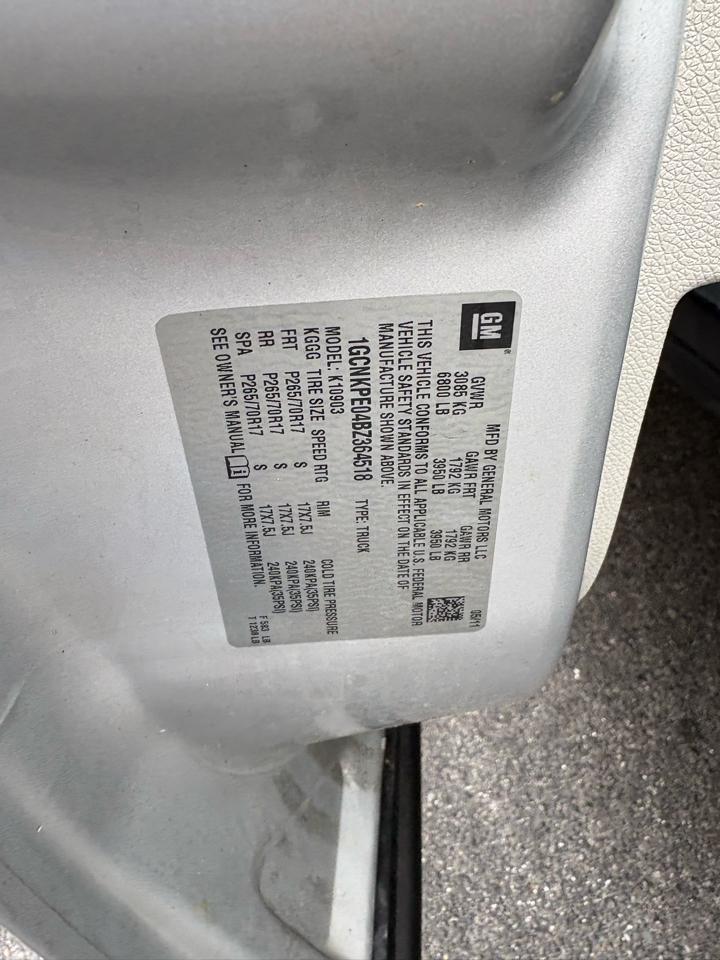 GM ®
MFD BY GENERAL MOTORS LLC 05/11
GVWR GAWR FRT GAWR RR
3085 KG 1792 KG 1792 KG
6800 LB 3950 LB 3950 LB
THIS VEHICLE CONFORMS TO ALL APPLICABLE U.S. FEDERAL MOTOR
VEHICLE SAFETY STANDARDS IN EFFECT ON THE DATE OF
MANUFACTURE SHOWN ABOVE.
1GCNKPE04BZ364518 TYPE: TRUCK
MODEL: K10903
KGGG TIRE SIZE SPEED RTG RIM COLD TIRE PRESSURE
FRT P265/70R17 S 17X7.5J 240KPA(35PSI)
RR P265/70R17 S 17X7.5J 240KPA(35PSI)
SPA P265/70R17 S 17X7.5J 240KPA(35PSI)
SEE OWNER'S MANUAL FOR MORE INFORMATION.
F 583 LB
T 1238 LB